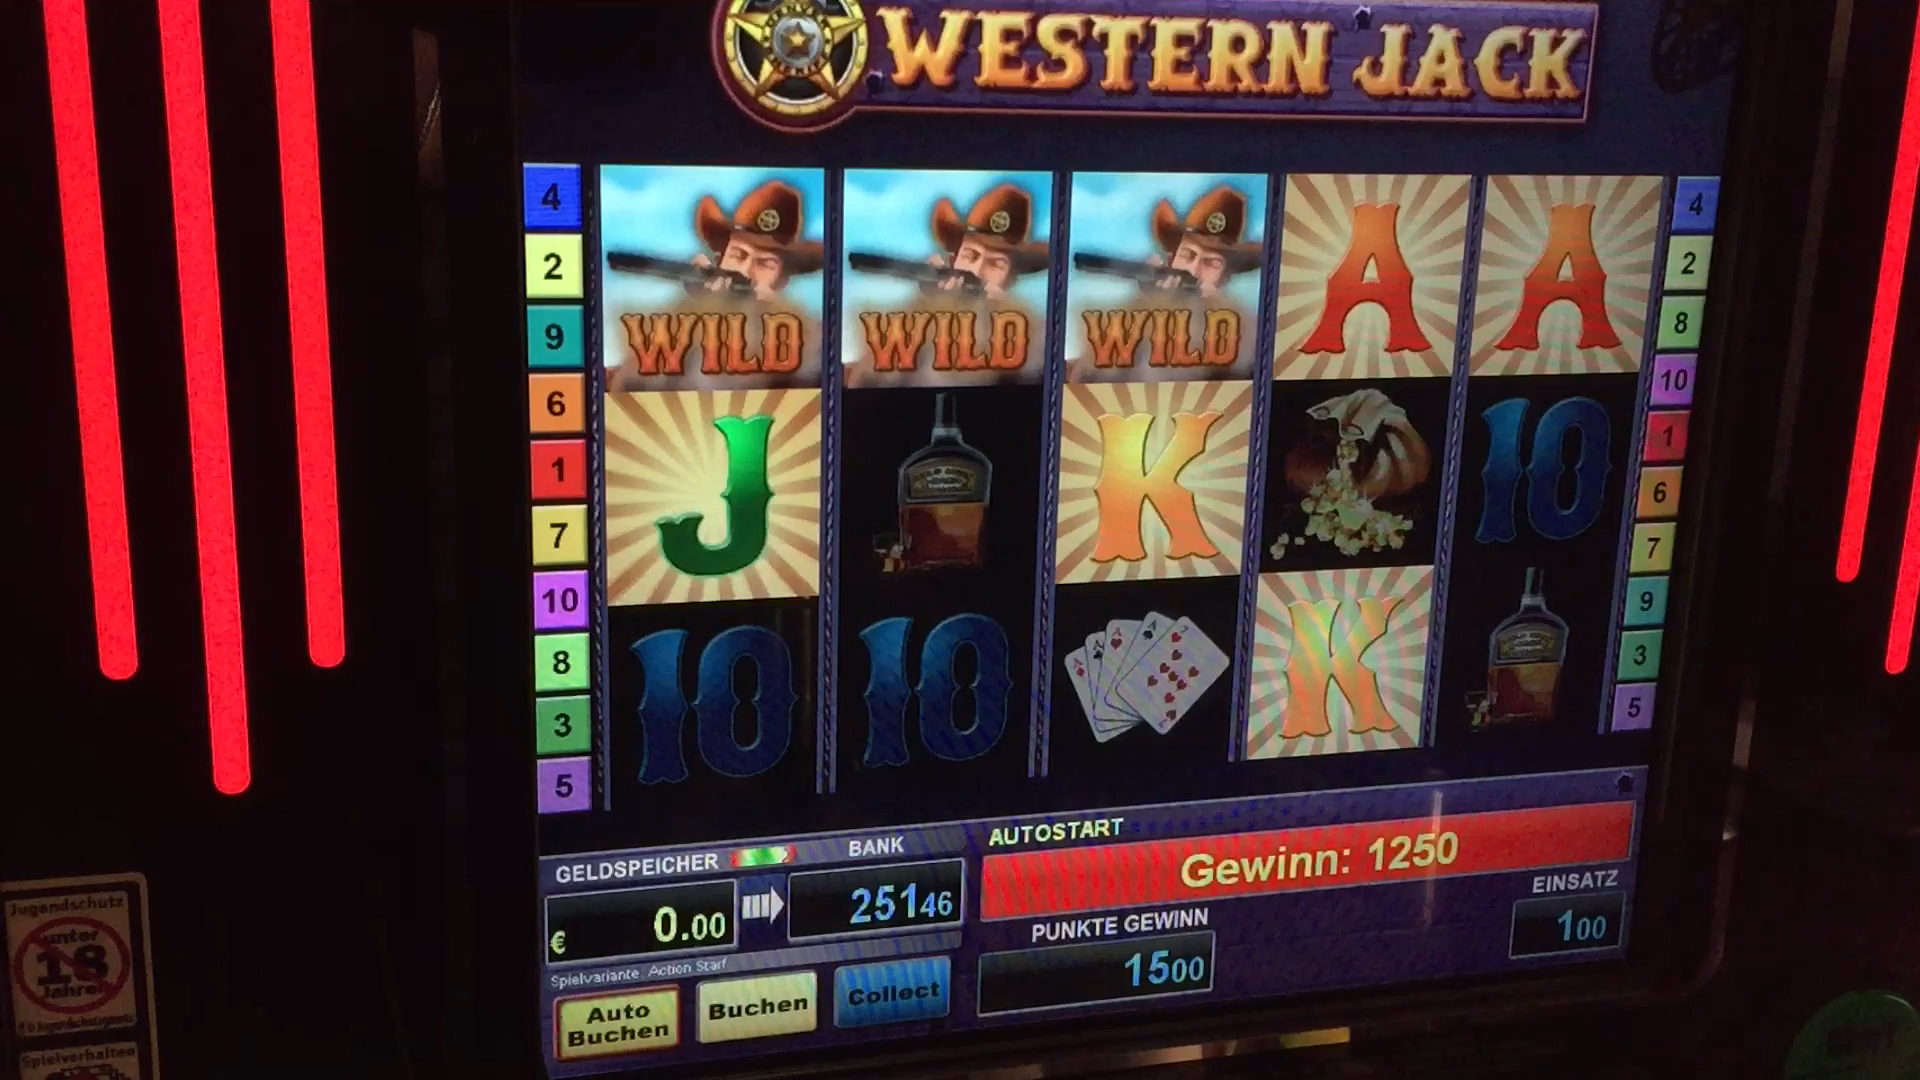 WESTERN JACK
4
2
9
6
1
7
10
8
3
5
WILD WILD WILD A A
J K 10
10 10 K
4
2
8
10
1
6
7
9
3
5
GELDSPEICHER
BANK
€ 0.00
25146
AUTOSTART
Gewinn: 1250
PUNKTE GEWINN
1500
EINSATZ
100
Spielvariante: Action Star
Auto
Buchen
Buchen
Collect
Jugendschutz
unter
18
Jahren
Spielverhalten